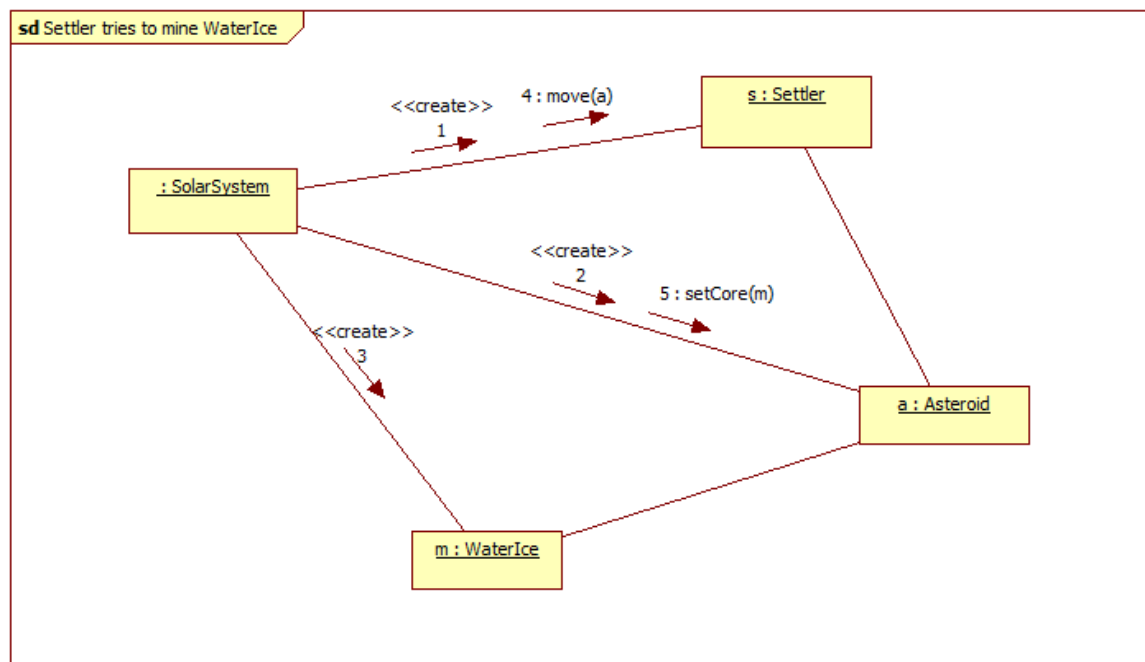 sd Settler tries to mine WaterIce
4 : move(a)
<<create>>
1
s : Settler
: SolarSystem
<<create>>
2
5 : setCore(m)
<<create>>
3
a : Asteroid
m : WaterIce